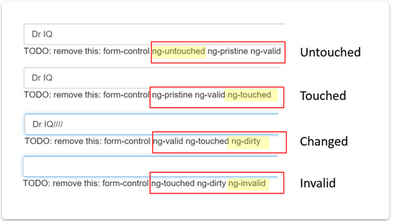 Dr IQ
TODO: remove this: form-control ng-untouched ng-pristine ng-valid
Untouched
Dr IQ
TODO: remove this: form-control ng-pristine ng-valid ng-touched
Touched
Dr IQ////
TODO: remove this: form-control ng-valid ng-touched ng-dirty
Changed
TODO: remove this: form-control ng-touched ng-dirty ng-invalid
Invalid